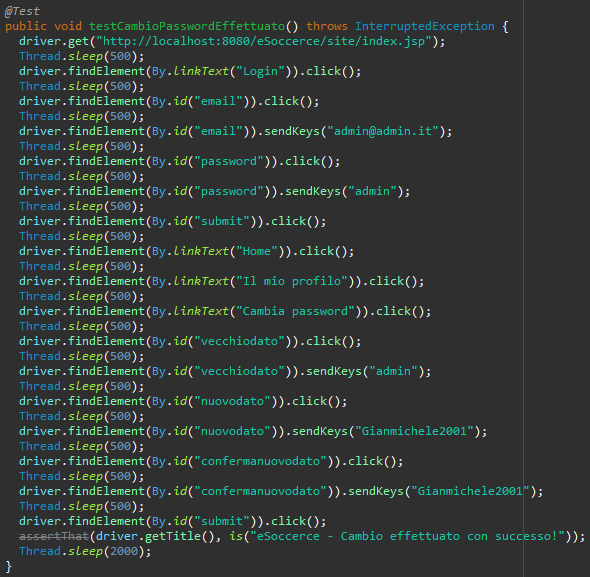 @Test
public void testCambioPasswordEffettuato() throws InterruptedException {
driver.get("http://localhost:8080/eSoccerce/site/index.jsp");
Thread.sleep(500);
driver.findElement(By.linkText("Login")).click();
Thread.sleep(500);
driver.findElement(By.id("email")).click();
Thread.sleep(500);
driver.findElement(By.id("email")).sendKeys("admin@admin.it");
Thread.sleep(500);
driver.findElement(By.id("password")).click();
Thread.sleep(500);
driver.findElement(By.id("password")).sendKeys("admin");
Thread.sleep(500);
driver.findElement(By.id("submit")).click();
Thread.sleep(500);
driver.findElement(By.linkText("Home")).click();
Thread.sleep(500);
driver.findElement(By.linkText("Il mio profilo")).click();
Thread.sleep(500);
driver.findElement(By.linkText("Cambia password")).click();
Thread.sleep(500);
driver.findElement(By.id("vecchiodato")).click();
Thread.sleep(500);
driver.findElement(By.id("vecchiodato")).sendKeys("admin");
Thread.sleep(500);
driver.findElement(By.id("nuovodato")).click();
Thread.sleep(500);
driver.findElement(By.id("nuovodato")).sendKeys("Gianmichele2001");
Thread.sleep(500);
driver.findElement(By.id("confermanuovodato")).click();
Thread.sleep(500);
driver.findElement(By.id("confermanuovodato")).sendKeys("Gianmichele2001");
Thread.sleep(500);
driver.findElement(By.id("submit")).click();
assertThat(driver.getTitle(), is("eSoccerce - Cambio effettuato con successo!"));
Thread.sleep(2000);
}